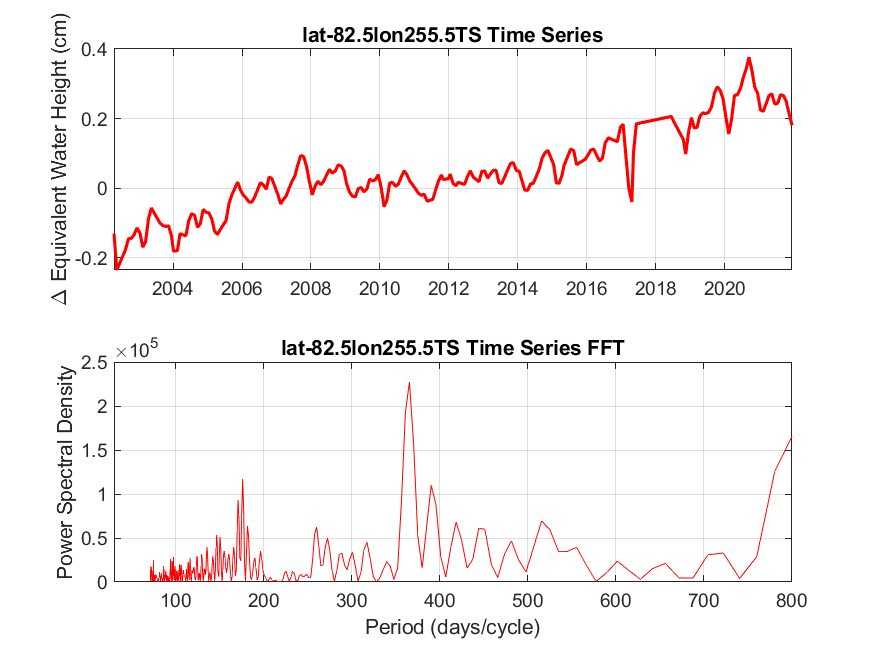 lat-82.5lon255.5TS Time Series
Δ Equivalent Water Height (cm)
0.4
0.2
0
-0.2
2004 2006 2008 2010 2012 2014 2016 2018 2020
lat-82.5lon255.5TS Time Series FFT
×10^5
Power Spectral Density
2.5
2
1.5
1
0.5
0
100 200 300 400 500 600 700 800
Period (days/cycle)